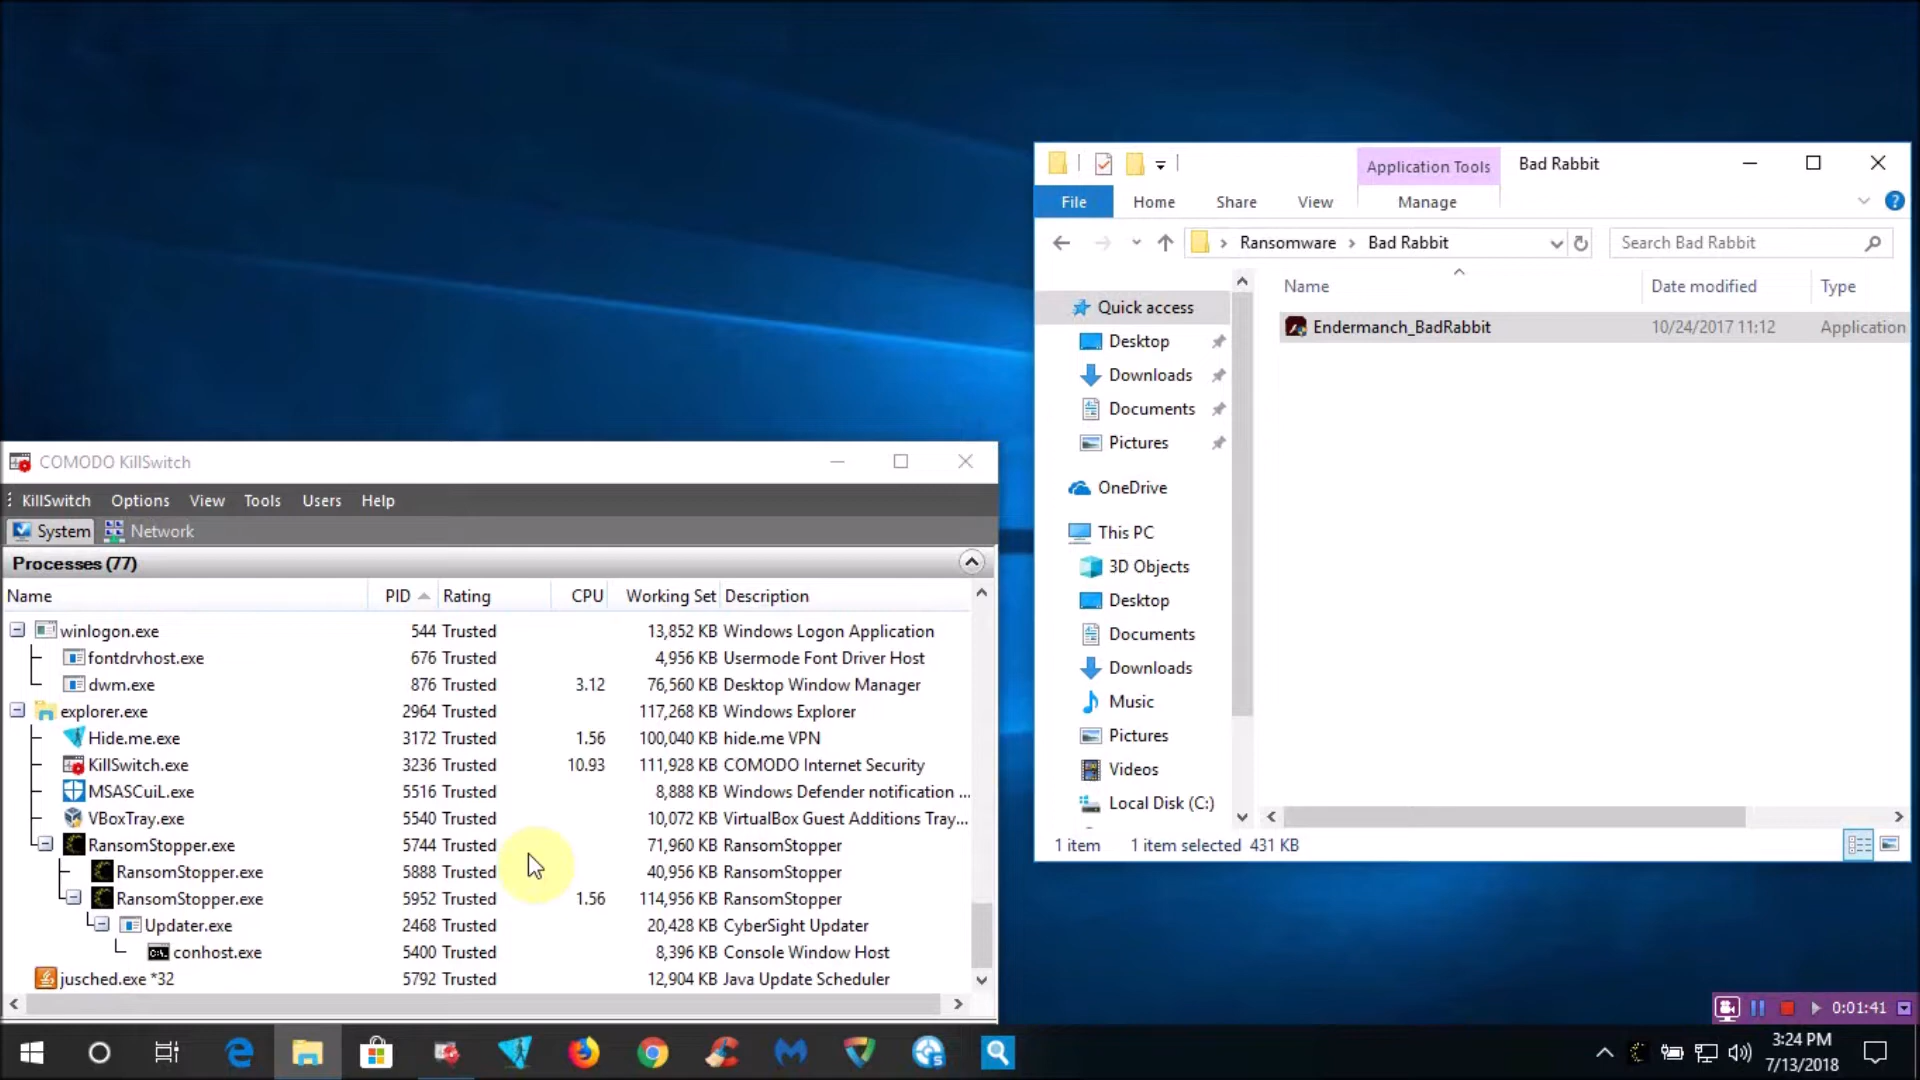 Application Tools Bad Rabbit
File Home Share View Manage
Ransomware Bad Rabbit Search Bad Rabbit
Name Date modified Type
Quick access
Endermanch_BadRabbit 10/24/2017 11:12 Application
Desktop
Downloads
Documents
Pictures
OneDrive
This PC
3D Objects
Desktop
Documents
Downloads
Music
Pictures
Videos
Local Disk (C:)
1 item 1 item selected 431 KB
COMODO KillSwitch
KillSwitch Options View Tools Users Help
System Network
Processes (77)
Name PID Rating CPU Working Set Description
winlogon.exe 544 Trusted 13,852 KB Windows Logon Application
fontdrvhost.exe 676 Trusted 4,956 KB Usermode Font Driver Host
dwm.exe 876 Trusted 3.12 76,560 KB Desktop Window Manager
explorer.exe 2964 Trusted 117,268 KB Windows Explorer
Hide.me.exe 3172 Trusted 1.56 100,040 KB hide.me VPN
KillSwitch.exe 3236 Trusted 10.93 111,928 KB COMODO Internet Security
MSASCuiL.exe 5516 Trusted 8,888 KB Windows Defender notification ...
VBoxTray.exe 5540 Trusted 10,072 KB VirtualBox Guest Additions Tray...
RansomStopper.exe 5744 Trusted 71,960 KB RansomStopper
RansomStopper.exe 5888 Trusted 40,956 KB RansomStopper
RansomStopper.exe 5952 Trusted 1.56 114,956 KB RansomStopper
Updater.exe 2468 Trusted 20,428 KB CyberSight Updater
conhost.exe 5400 Trusted 8,396 KB Console Window Host
jusched.exe *32 5792 Trusted 12,904 KB Java Update Scheduler
0:01:41
3:24 PM
7/13/2018